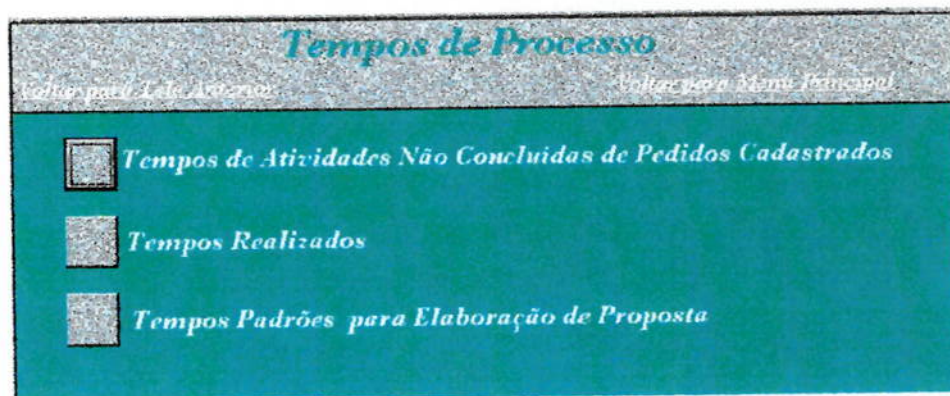 Tempos de Processo
Voltar para Tela Anterior
Voltar para Menu Principal
Tempos de Atividades Não Concluídas de Pedidos Cadastrados
Tempos Realizados
Tempos Padrões para Elaboração de Proposta